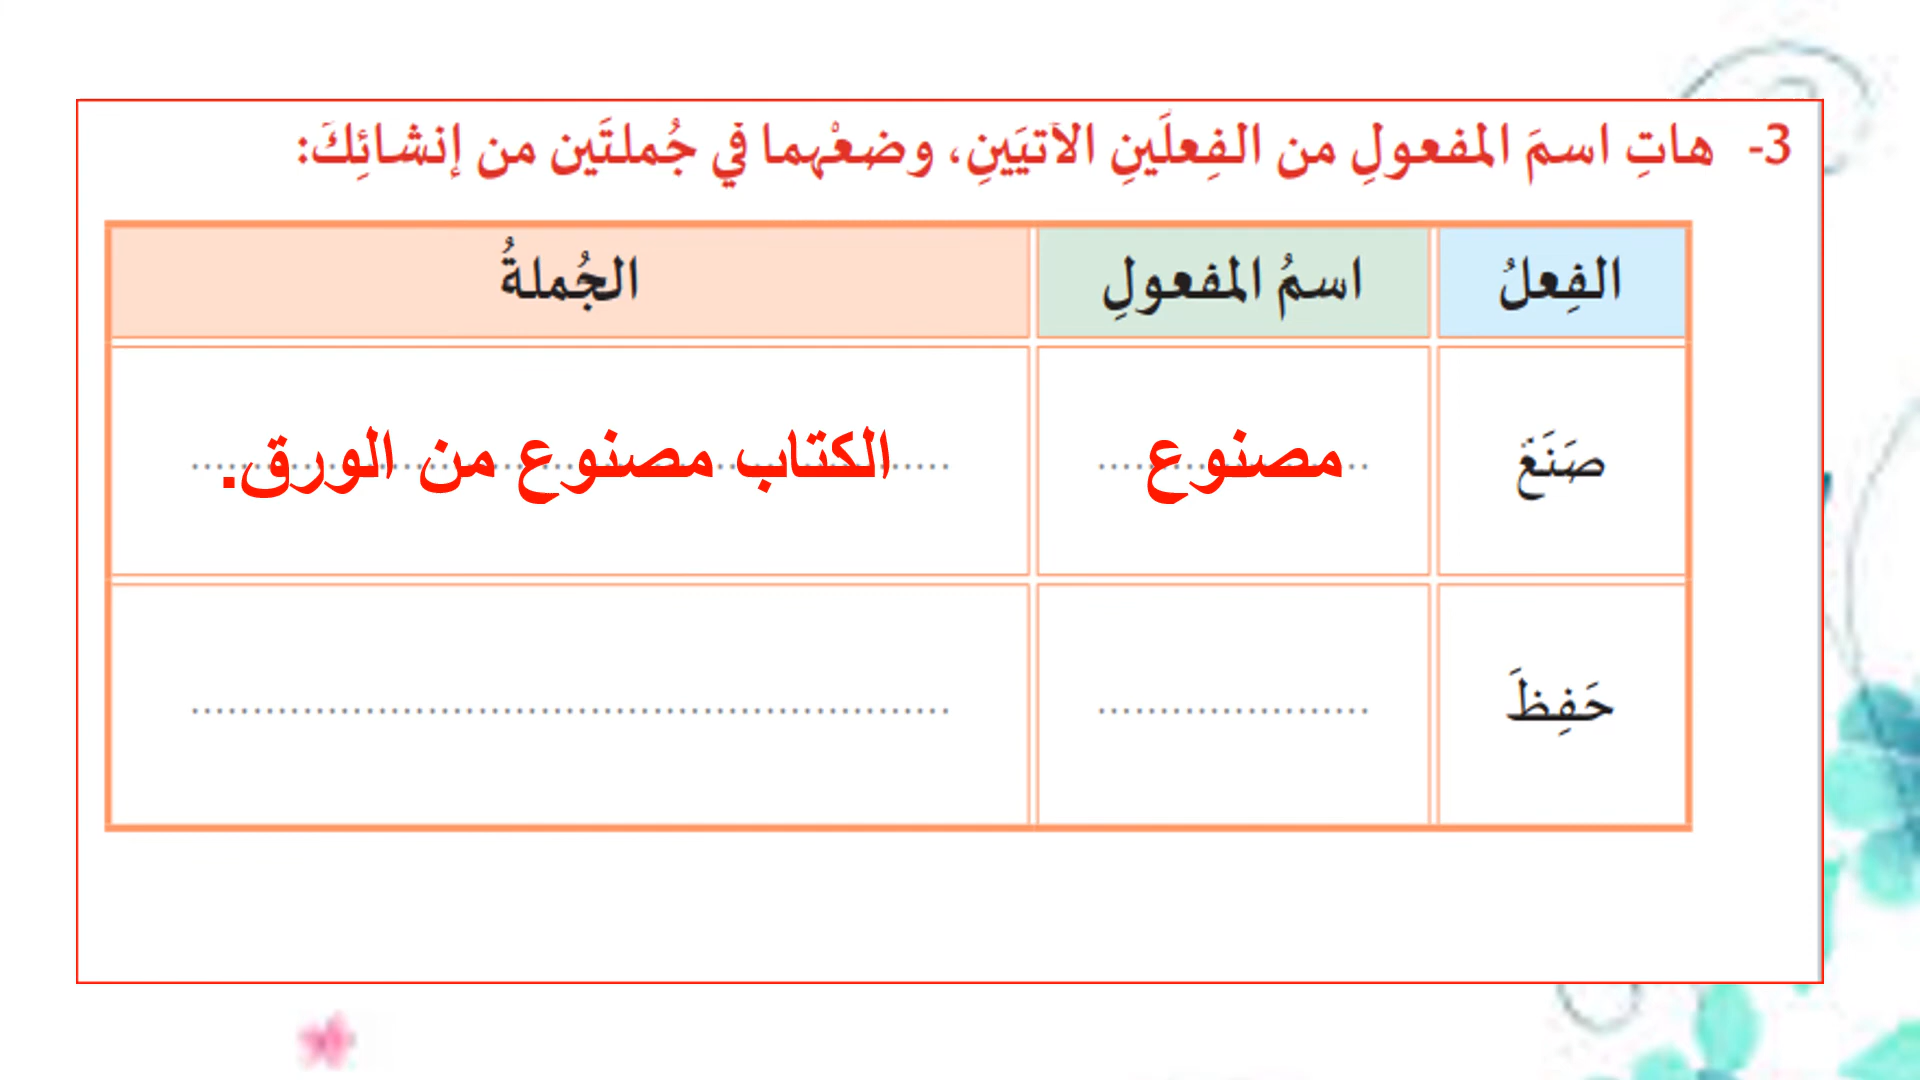 3- هاتِ اسمَ المفعولِ من الفِعلَينِ الآتيَينِ، وضعْهما في جُملتَين من إنشائِكَ:
الفِعلُ اسمُ المفعولِ الجُملةُ
صَنَعَ مصنوع الكتاب مصنوع من الورق.
حَفِظَ ..................... ...........................................................